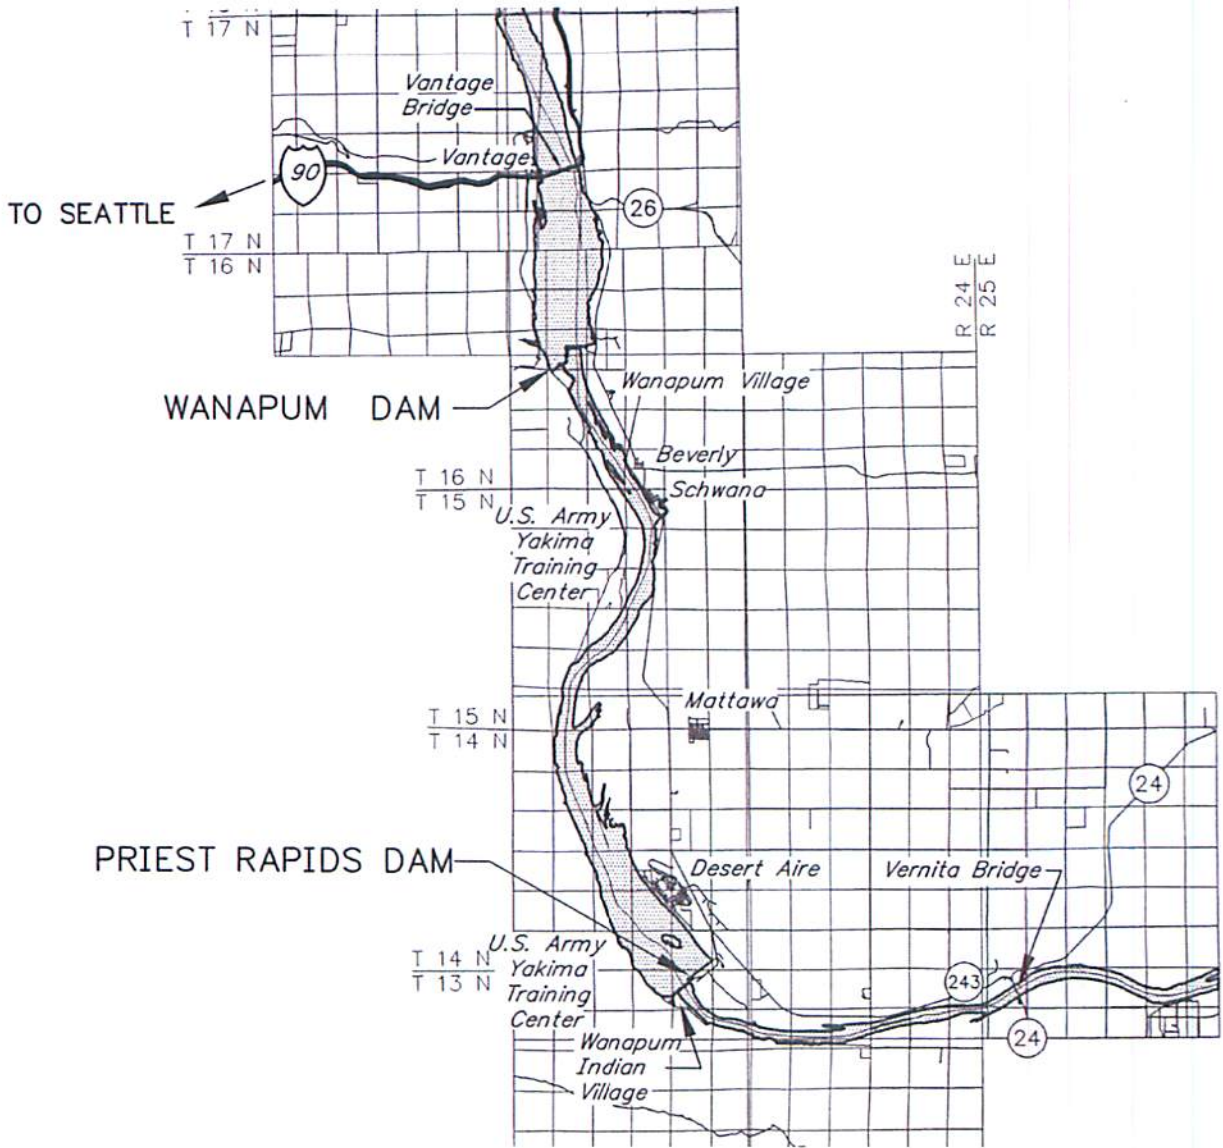 T 17 N
Vantage
Bridge
Vantage
90
TO SEATTLE
26
T 17 N
T 16 N
R 24 E
R 25 E
WANAPUM DAM
Wanapum Village
Beverly
T 16 N
T 15 N
Schwana
U.S. Army
Yakima
Training
Center
Mattawa
T 15 N
T 14 N
24
PRIEST RAPIDS DAM
Desert Aire
Vernita Bridge
T 14 N
T 13 N
U.S. Army
Yakima
Training
Center
243
24
Wanapum
Indian
Village